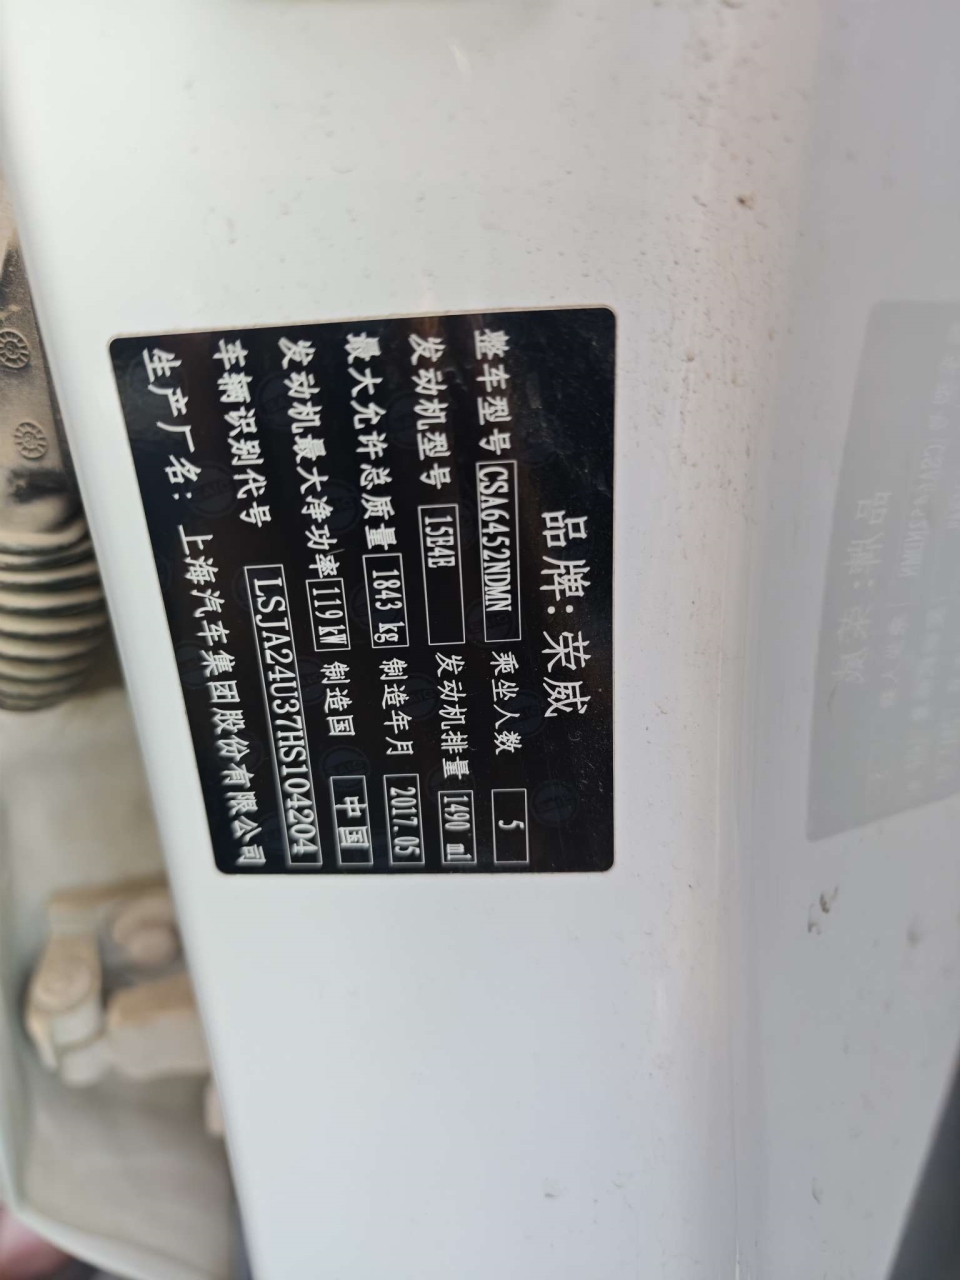 品牌: 荣威
整车型号 CSA6452NDMN 乘坐人数 5
发动机型号 15E4E 发动机排量 1490 ml
最大允许总质量 1843 kg 制造年月 2017.05
发动机最大净功率 119 kW 制造国 中国
车辆识别代号 LSJA24U37HS104204
生产厂名: 上海汽车集团股份有限公司